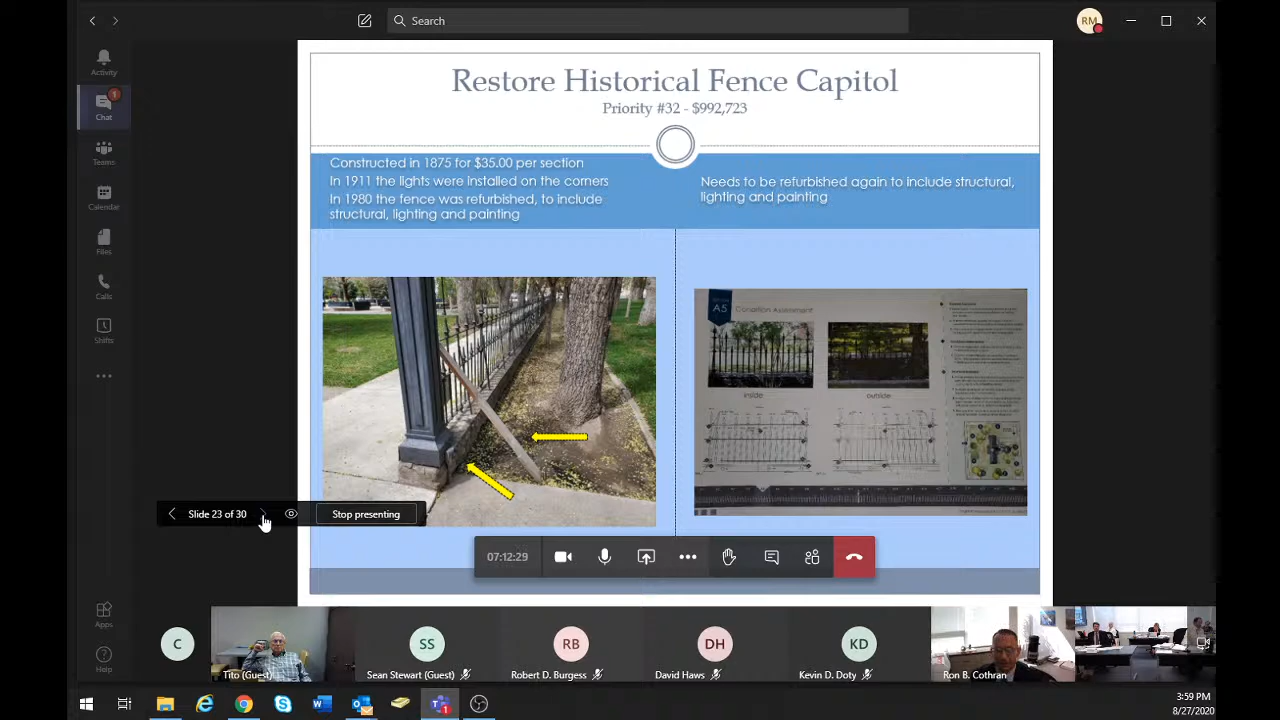 Search
RM
Activity
1
Chat
Teams
Calendar
Files
Calls
Shifts
Apps
Help
Restore Historical Fence Capitol
Priority #32 - $992,723
Constructed in 1875 for $35.00 per section
In 1911 the lights were installed on the corners
In 1980 the fence was refurbished, to include
structural, lighting and painting
Needs to be refurbished again to include structural,
lighting and painting
A5
Condition Assessment
inside
outside
Slide 23 of 30
Stop presenting
07:12:29
C
Tito (Guest)
SS
Sean Stewart (Guest)
RB
Robert D. Burgess
DH
David Haws
KD
Kevin D. Doty
Ron B. Cothran
3:59 PM
8/27/2020